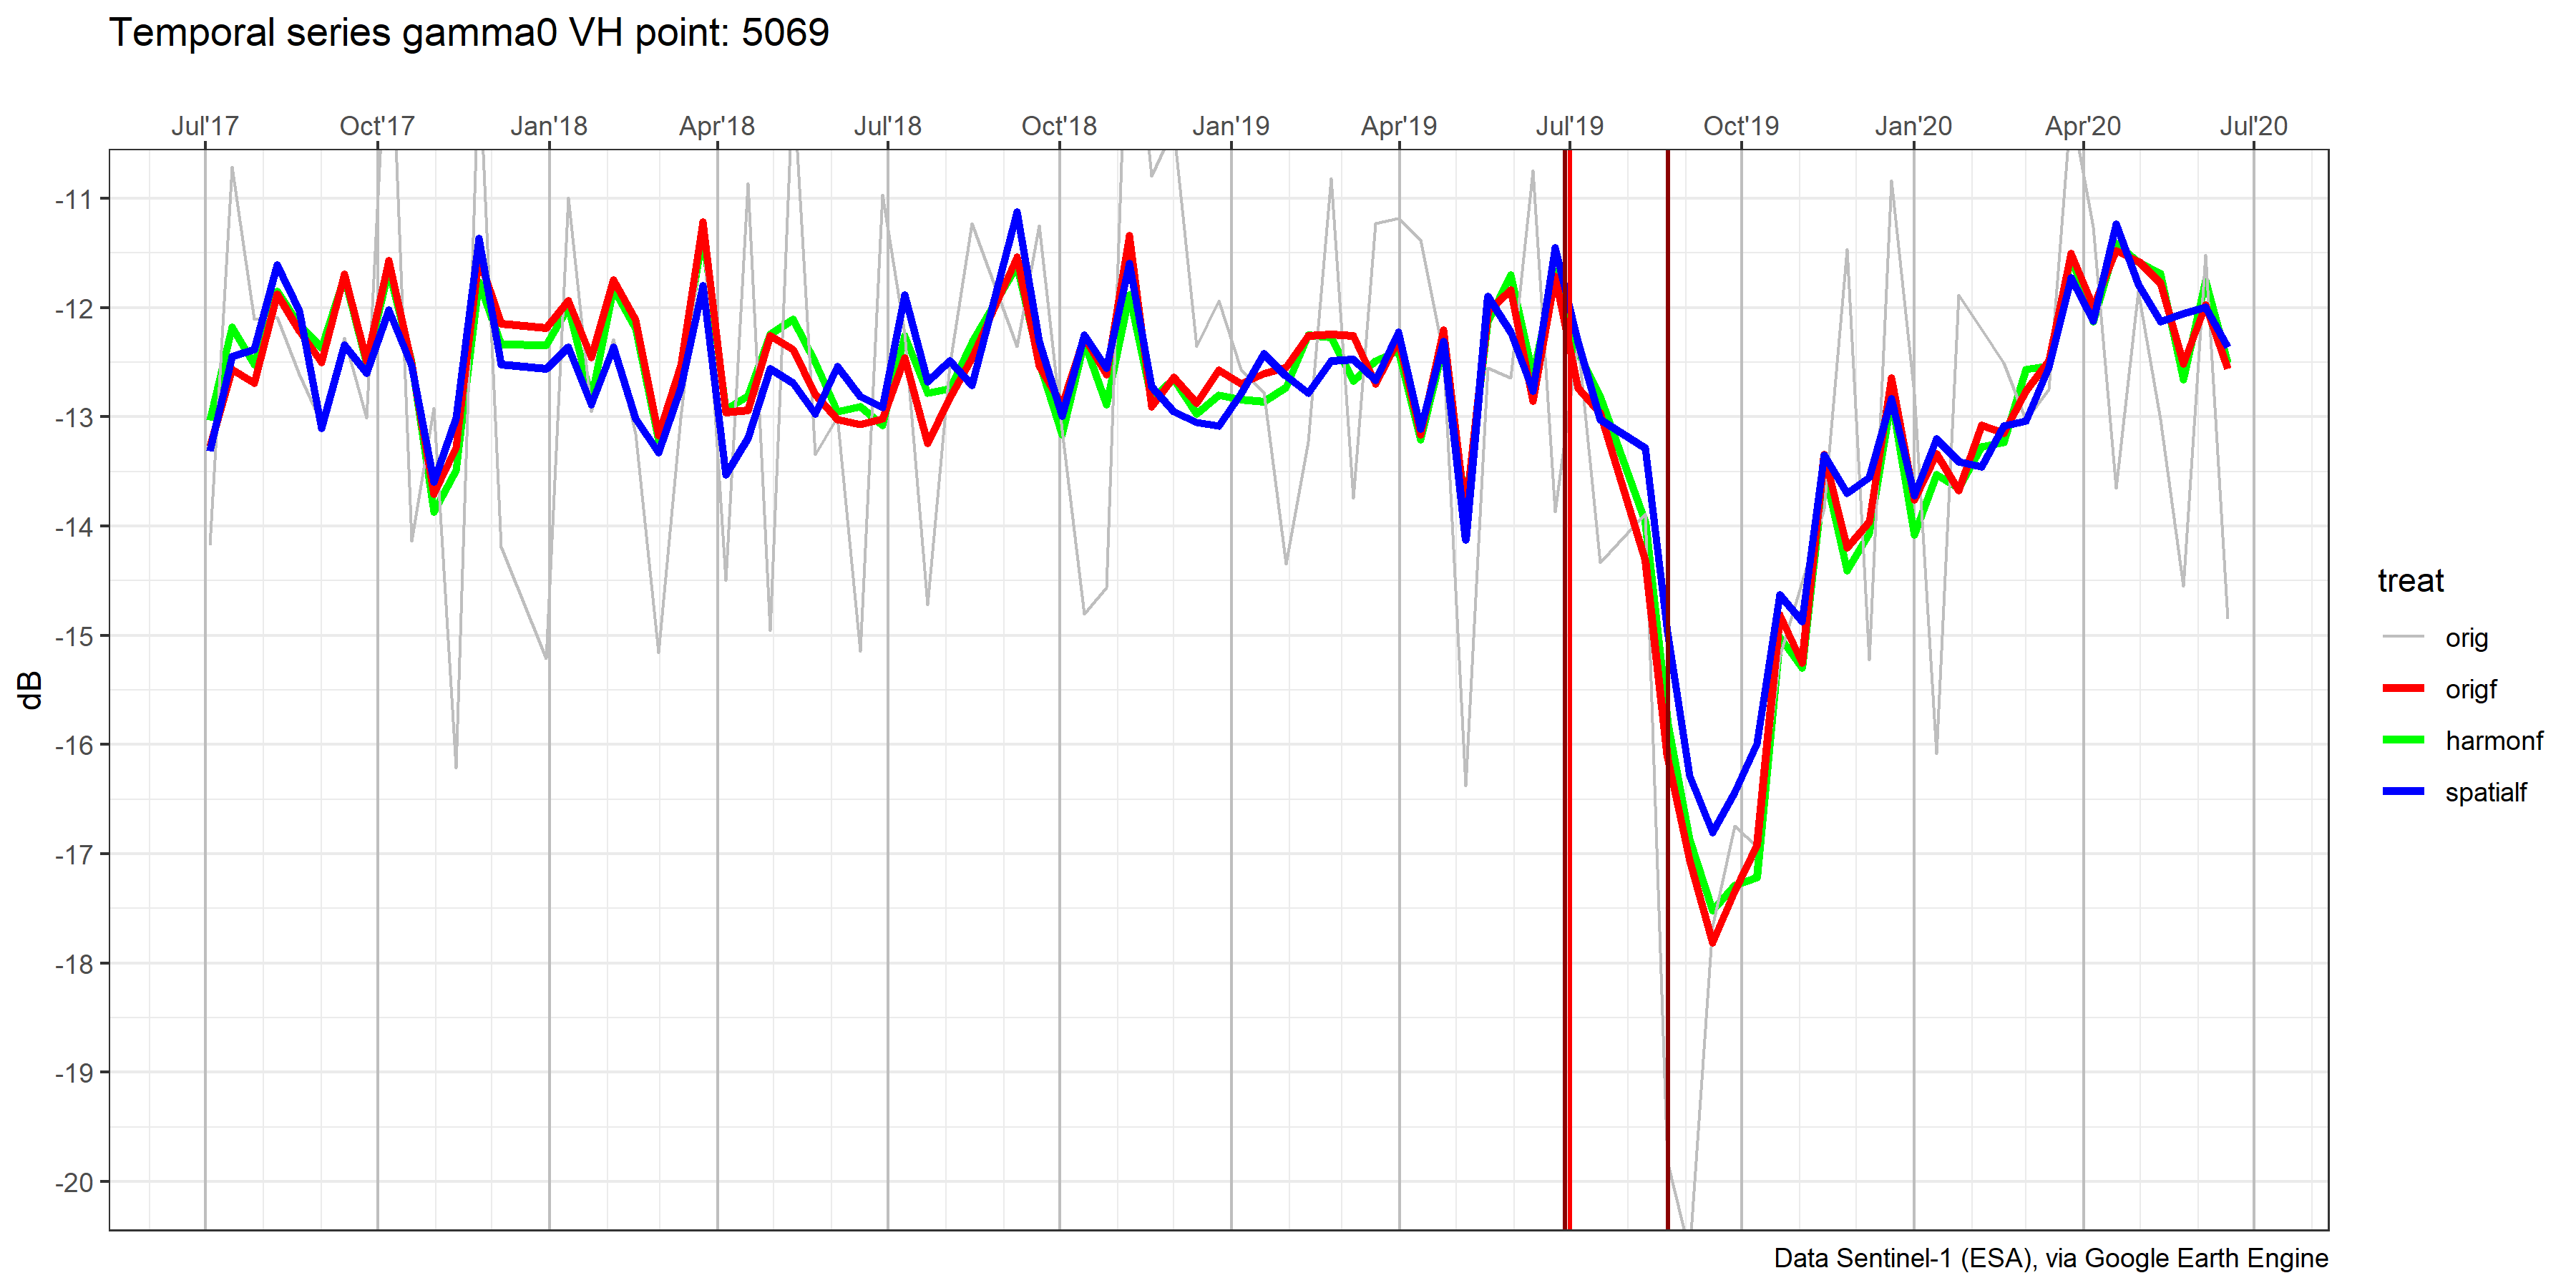 Temporal series gamma0 VH point: 5069
Jul'17 Oct'17 Jan'18 Apr'18 Jul'18 Oct'18 Jan'19 Apr'19 Jul'19 Oct'19 Jan'20 Apr'20 Jul'20
-11
-12
-13
-14
-15
-16
-17
-18
-19
-20
dB
treat
orig
origf
harmonf
spatialf
Data Sentinel-1 (ESA), via Google Earth Engine